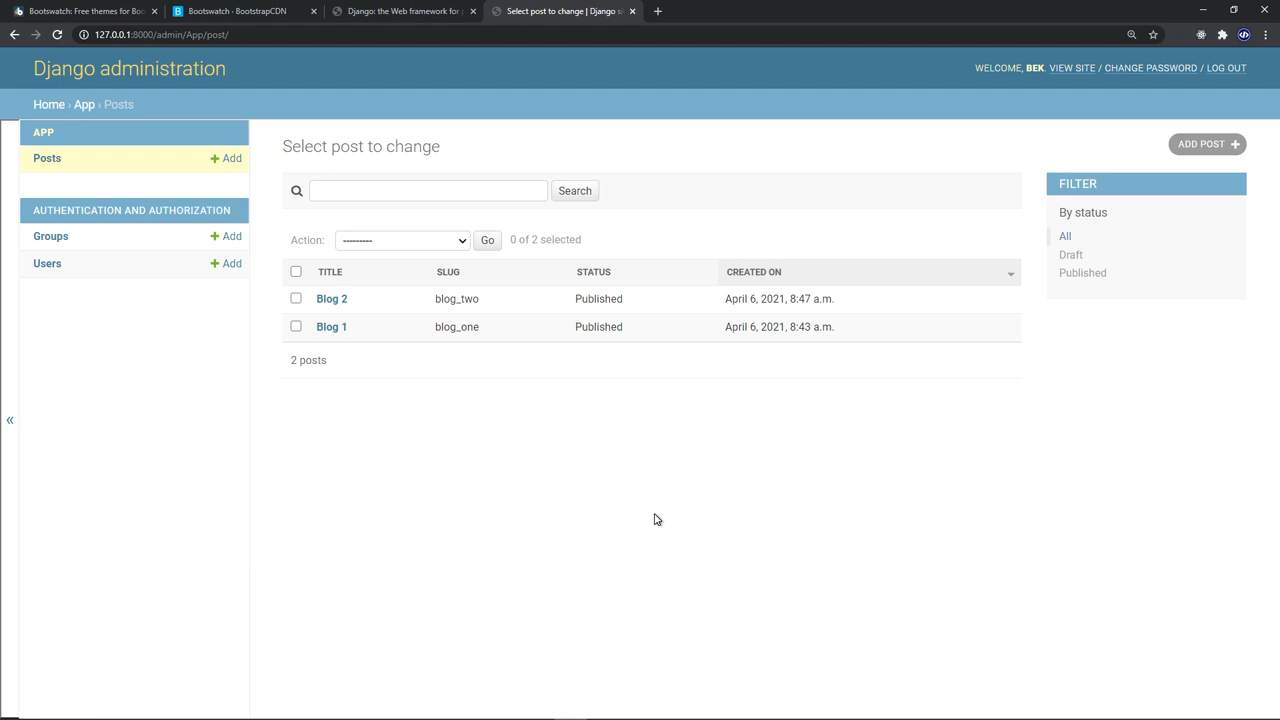 Bootswatch: Free themes for Boo
Bootswatch · BootstrapCDN
Django: the Web framework for p
Select post to change | Django si
127.0.0.1:8000/admin/App/post/
Django administration
WELCOME, BEK. VIEW SITE / CHANGE PASSWORD / LOG OUT
Home › App › Posts
APP
Posts + Add
AUTHENTICATION AND AUTHORIZATION
Groups + Add
Users + Add
«
Select post to change
ADD POST +
Search
Action: --------- Go 0 of 2 selected
TITLE SLUG STATUS CREATED ON
Blog 2 blog_two Published April 6, 2021, 8:47 a.m.
Blog 1 blog_one Published April 6, 2021, 8:43 a.m.
2 posts
FILTER
By status
All
Draft
Published